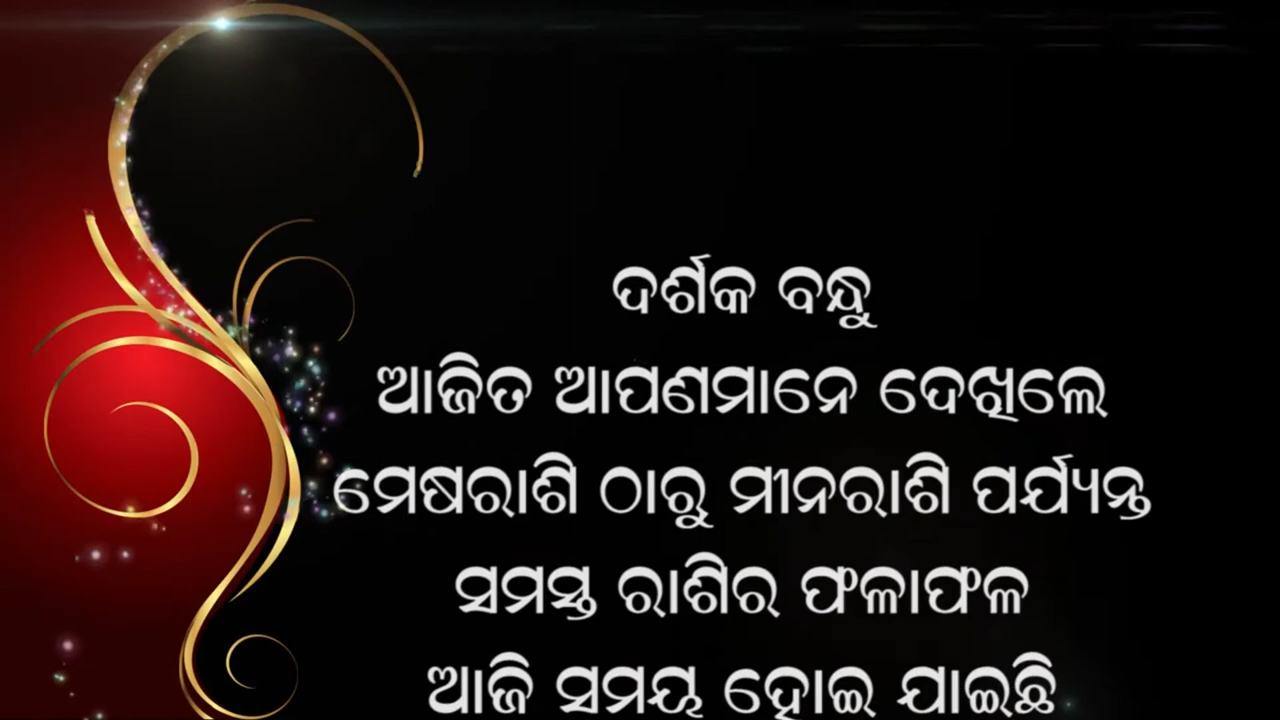 ଦର୍ଶକ ବନ୍ଧୁ
ଆଜିତ ଆପଣମାନେ ଦେଖିଲେ
ମେଷରାଶି ଠାରୁ ମୀନରାଶି ପର୍ଯ୍ୟନ୍ତ
ସମସ୍ତ ରାଶିର ଫଳାଫଳ
ଆଜି ସମୟ ହୋଇ ଯାଇଛି